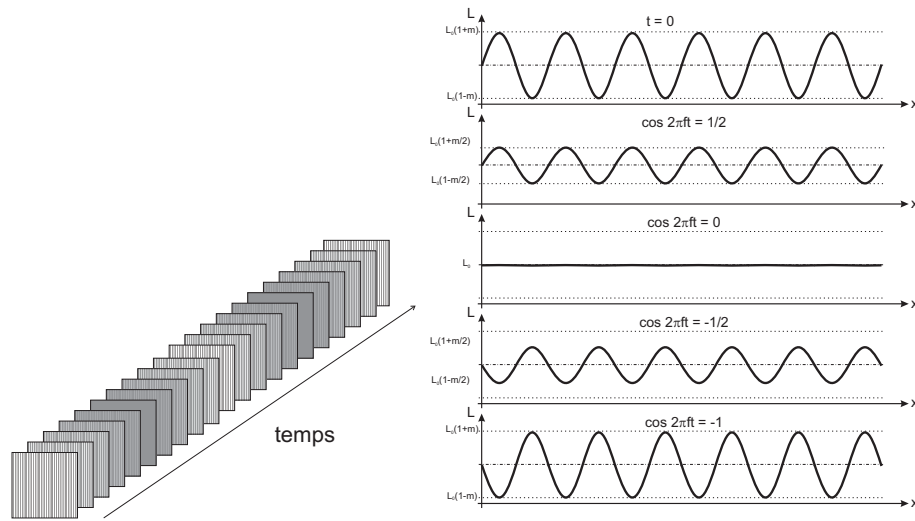 temps
L
t = 0
L₀(1+m)
L₀(1-m)
x
L
cos 2πft = 1/2
L₀(1+m/2)
L₀(1-m/2)
x
L
cos 2πft = 0
L₀
x
L
cos 2πft = -1/2
L₀(1+m/2)
L₀(1-m/2)
x
L
cos 2πft = -1
L₀(1+m)
L₀(1-m)
x